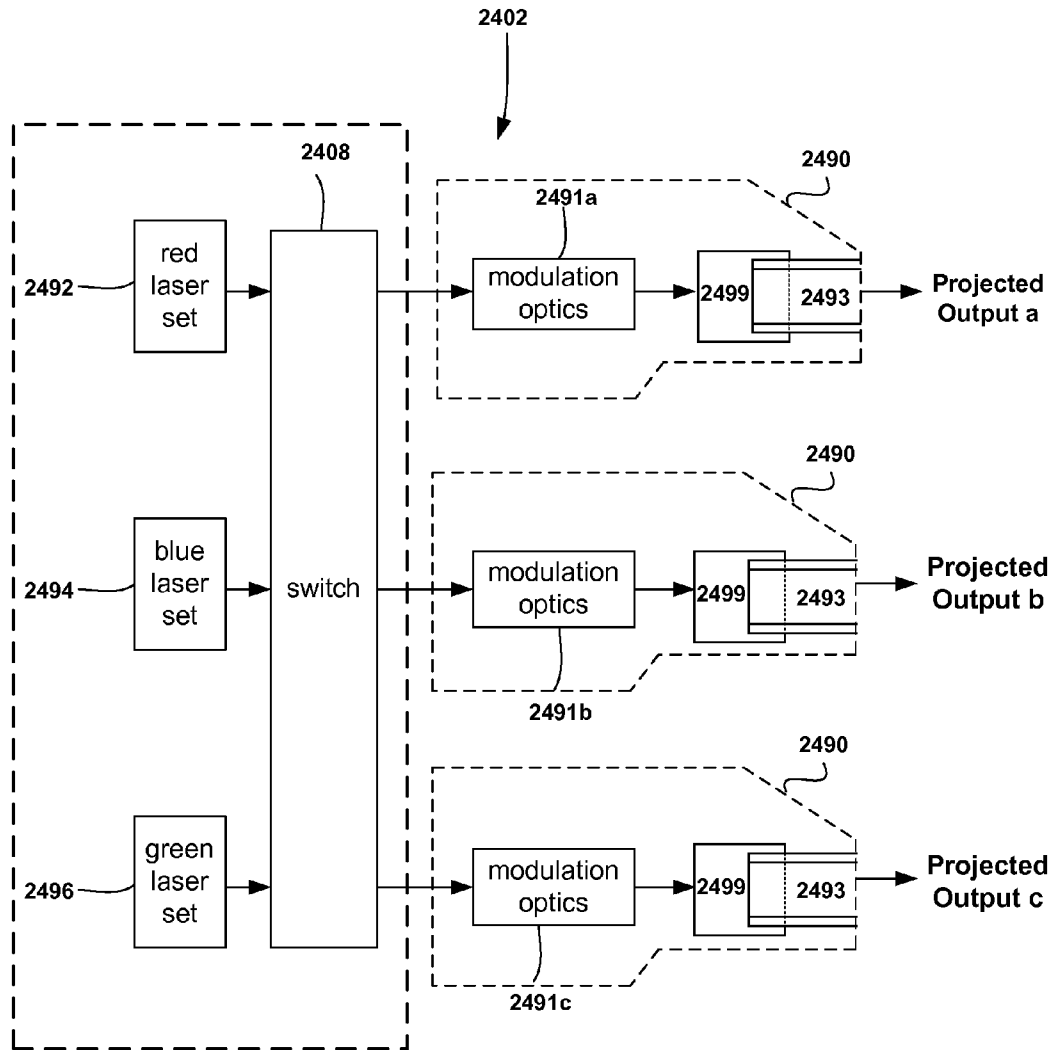 2402
2408
2490
2491a
red
laser
set
2492
modulation
optics
2499
2493
Projected
Output a
2490
blue
laser
set
2494
switch
modulation
optics
2499
2493
Projected
Output b
2491b
2490
green
laser
set
2496
modulation
optics
2499
2493
Projected
Output c
2491c